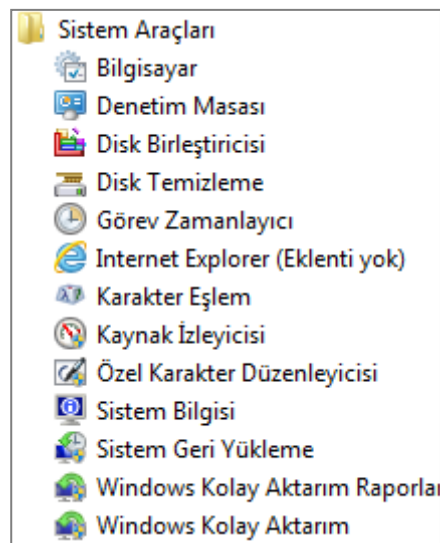 Sistem Araçları
Bilgisayar
Denetim Masası
Disk Birleştiricisi
Disk Temizleme
Görev Zamanlayıcı
Internet Explorer (Eklenti yok)
Karakter Eşlem
Kaynak İzleyicisi
Özel Karakter Düzenleyicisi
Sistem Bilgisi
Sistem Geri Yükleme
Windows Kolay Aktarım Raporlar
Windows Kolay Aktarım